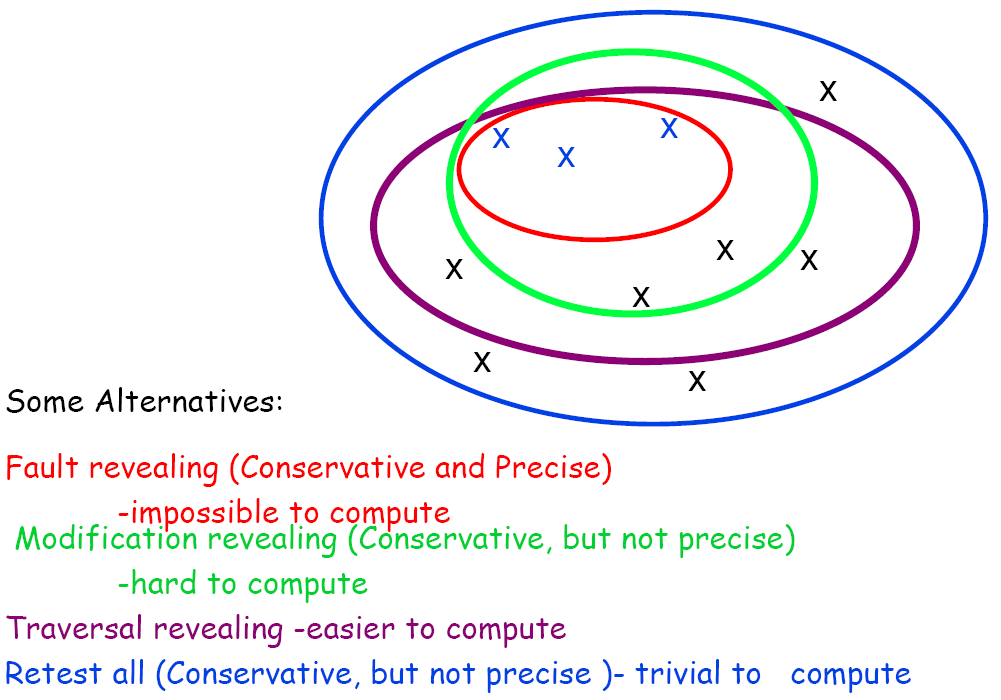 X
X
X
X
X
X
X
X
X
X
Some Alternatives:
Fault revealing (Conservative and Precise)
-impossible to compute
Modification revealing (Conservative, but not precise)
-hard to compute
Traversal revealing -easier to compute
Retest all (Conservative, but not precise )- trivial to compute